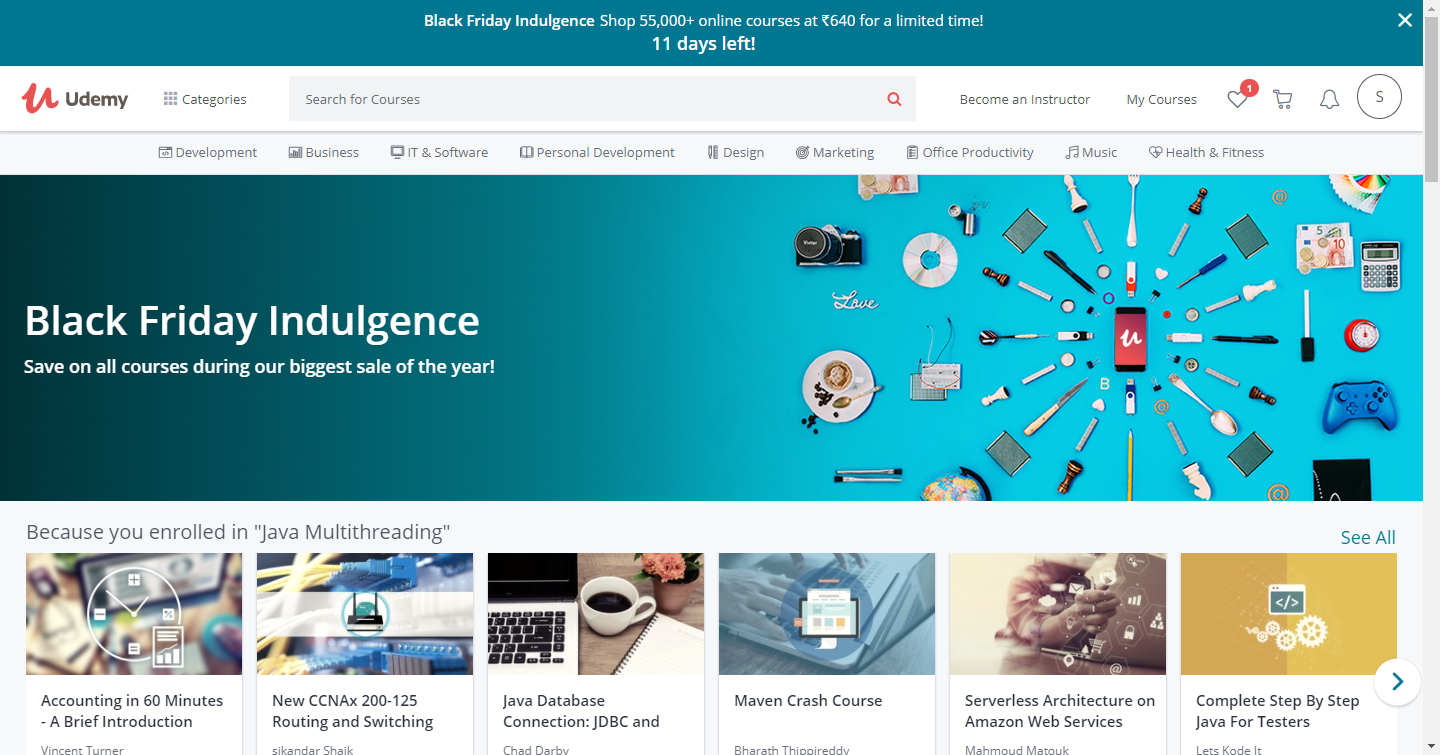 Black Friday Indulgence Shop 55,000+ online courses at ₹640 for a limited time!
11 days left!
Udemy
Categories
Search for Courses
Become an Instructor
My Courses
1
S
Development
Business
IT & Software
Personal Development
Design
Marketing
Office Productivity
Music
Health & Fitness
Black Friday Indulgence
Save on all courses during our biggest sale of the year!
Love
5
10
B
Because you enrolled in "Java Multithreading"
See All
Accounting in 60 Minutes
- A Brief Introduction
Vincent Turner
New CCNAx 200-125
Routing and Switching
sikandar Shaik
Java Database
Connection: JDBC and
Chad Darby
Maven Crash Course
Bharath Thippireddy
Serverless Architecture on
Amazon Web Services
Mahmoud Matouk
</>
Complete Step By Step
Java For Testers
Lets Kode It